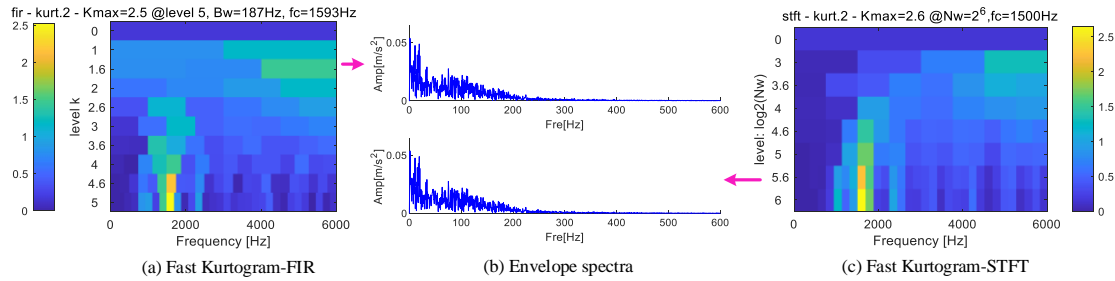 fir - kurt.2 - Kmax=2.5 @level 5, Bw=187Hz, fc=1593Hz
2.5
2
1.5
1
0.5
0
level k
0
1
1.6
2
2.6
3
3.6
4
4.6
5
0 2000 4000 6000
Frequency [Hz]
(a) Fast Kurtogram-FIR
Amp[m/s²]
0.05
0
0 100 200 300 400 500 600
Fre[Hz]
Amp[m/s²]
0.05
0
0 100 200 300 400 500 600
Fre[Hz]
(b) Envelope spectra
stft - kurt.2 - Kmax=2.6 @Nw=2⁶,fc=1500Hz
level: log2(Nw)
0
3
3.6
4
4.6
5
5.6
6
0 2000 4000 6000
Frequency [Hz]
(c) Fast Kurtogram-STFT
2.5
2
1.5
1
0.5
0